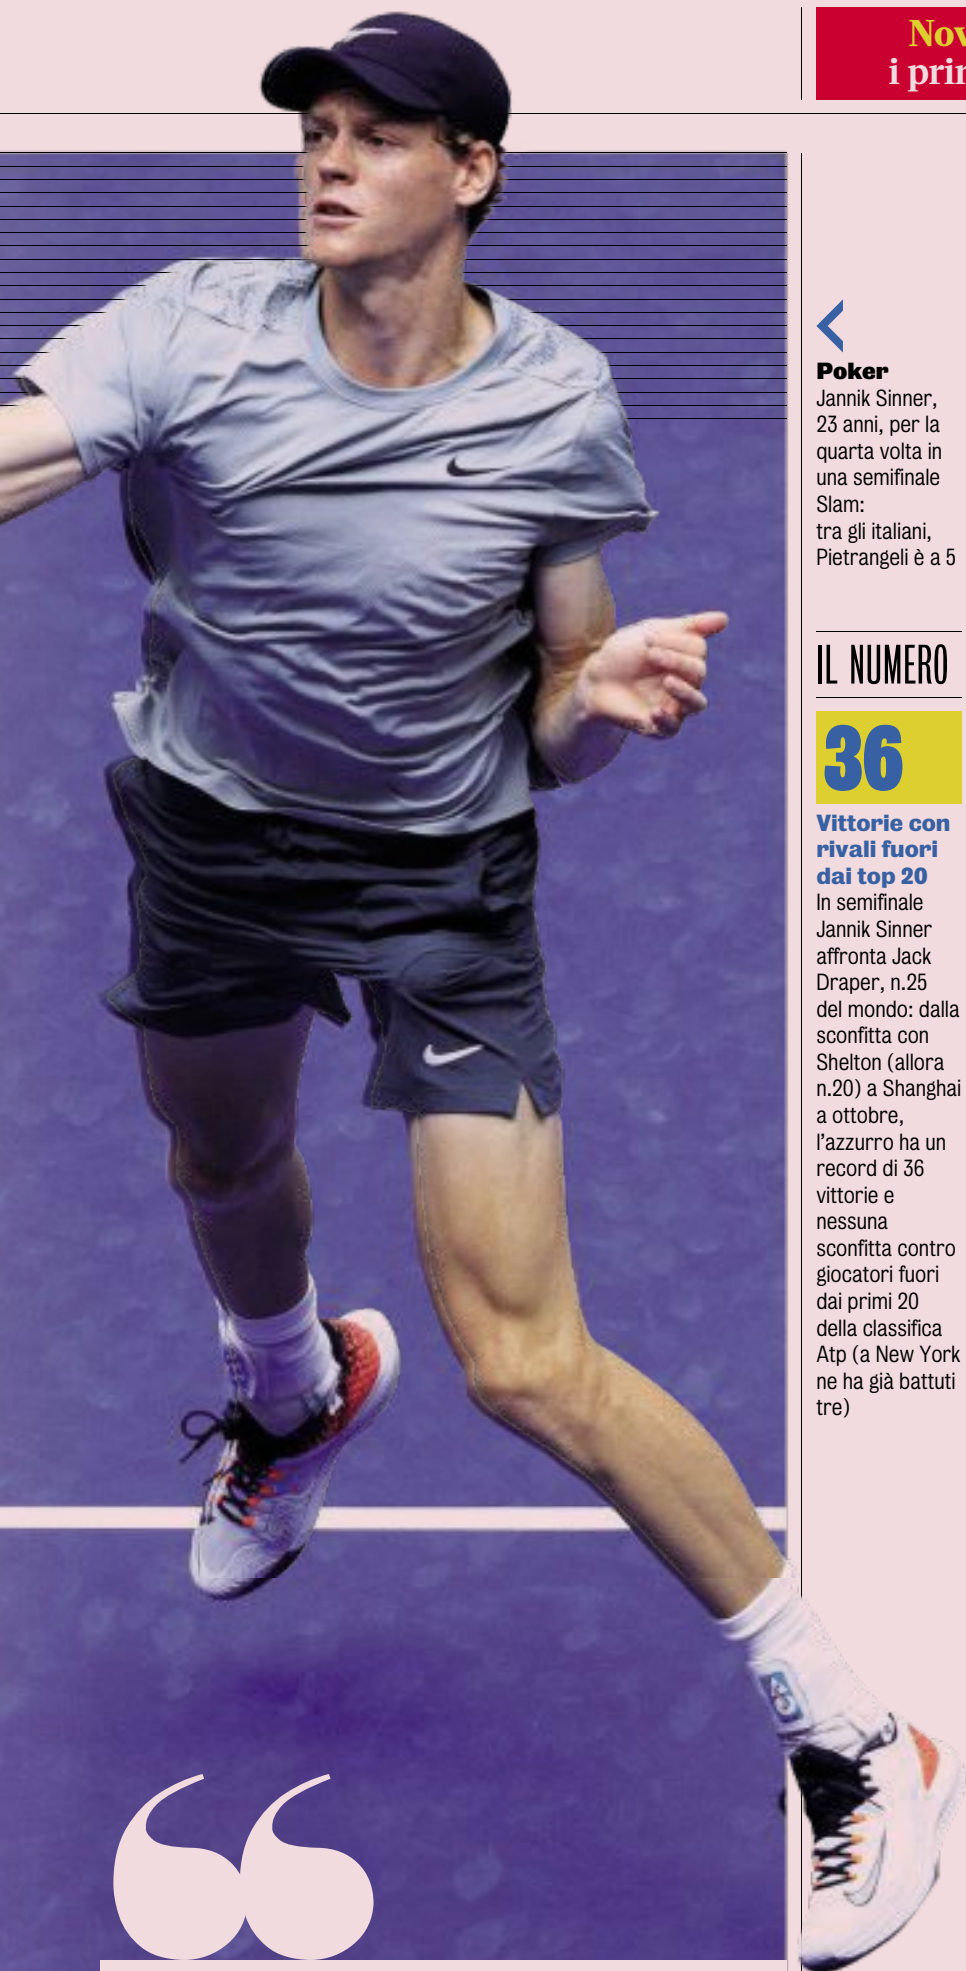 Nov
i prin
Poker
Jannik Sinner,
23 anni, per la
quarta volta in
una semifinale
Slam:
tra gli italiani,
Pietrangeli è a 5
IL NUMERO
36
Vittorie con
rivali fuori
dai top 20
In semifinale
Jannik Sinner
affronta Jack
Draper, n.25
del mondo: dalla
sconfitta con
Shelton (allora
n.20) a Shanghai
a ottobre,
l'azzurro ha un
record di 36
vittorie e
nessuna
sconfitta contro
giocatori fuori
dai primi 20
della classifica
Atp (a New York
ne ha già battuti
tre)
“